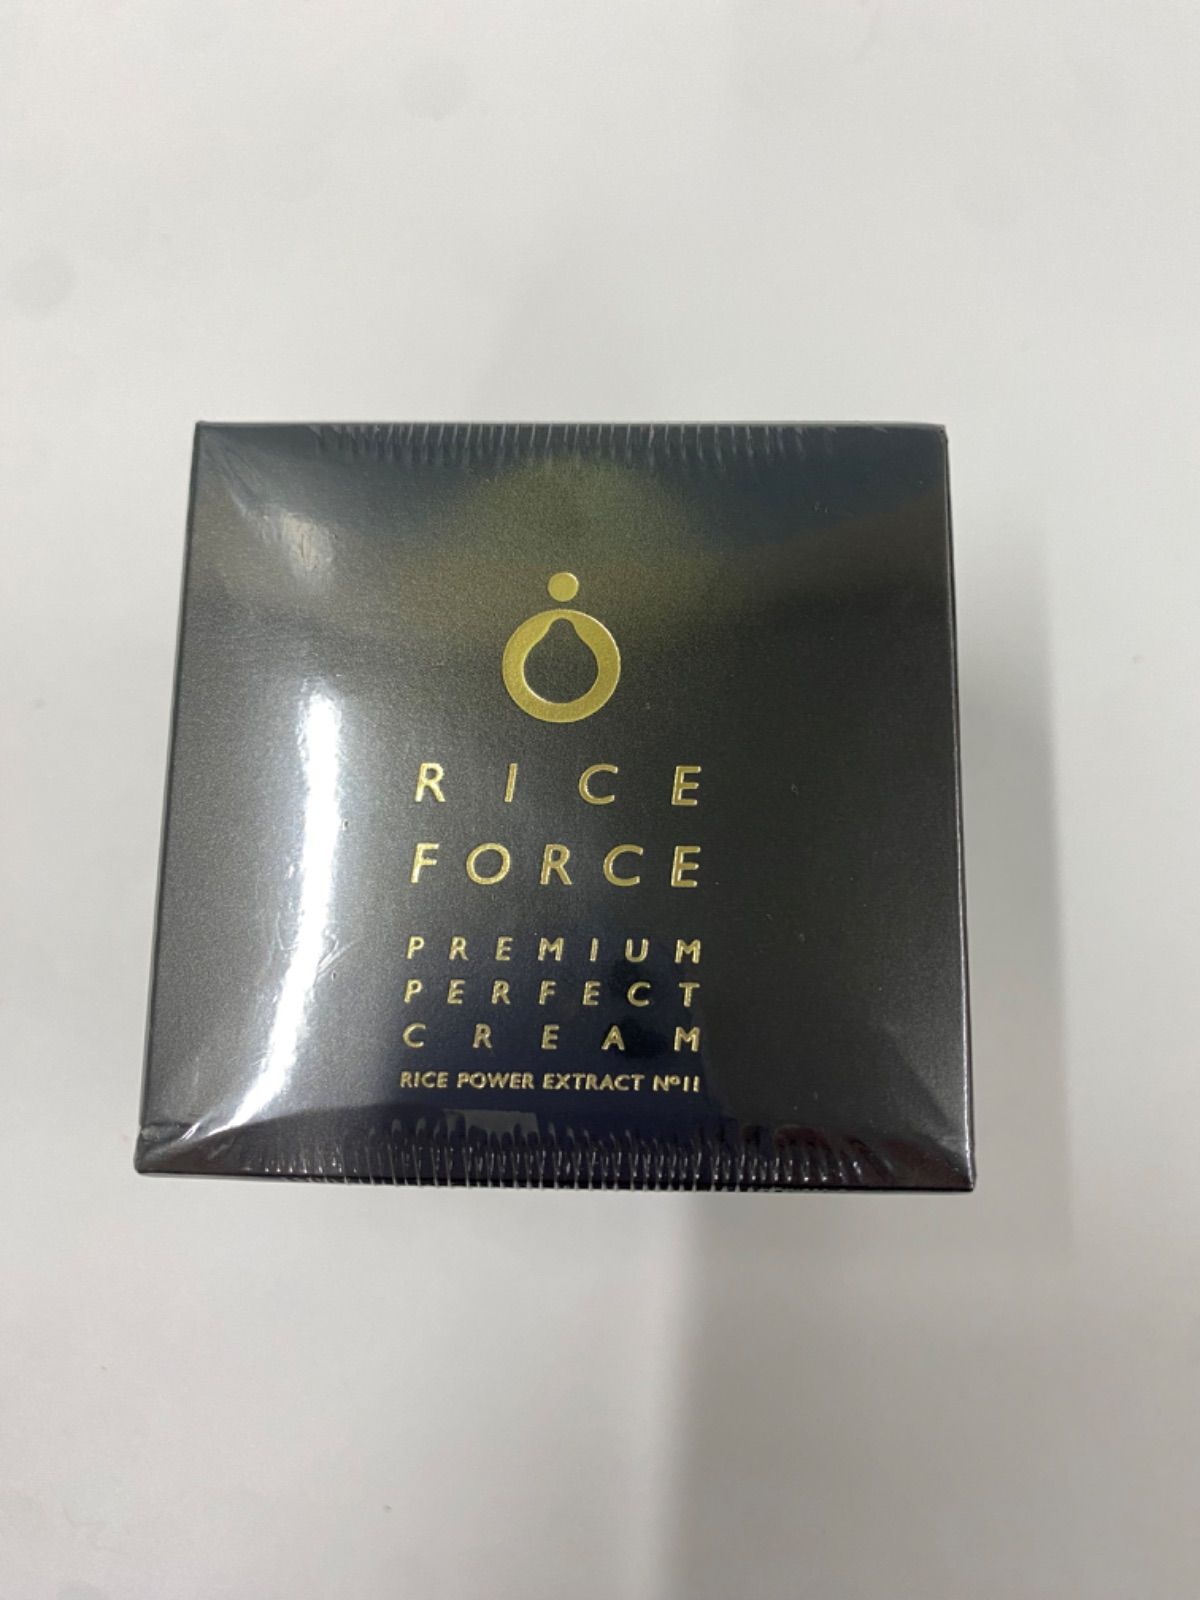 RICE
FORCE
PREMIUM
PERFECT
CREAM
RICE POWER EXTRACT Nº11